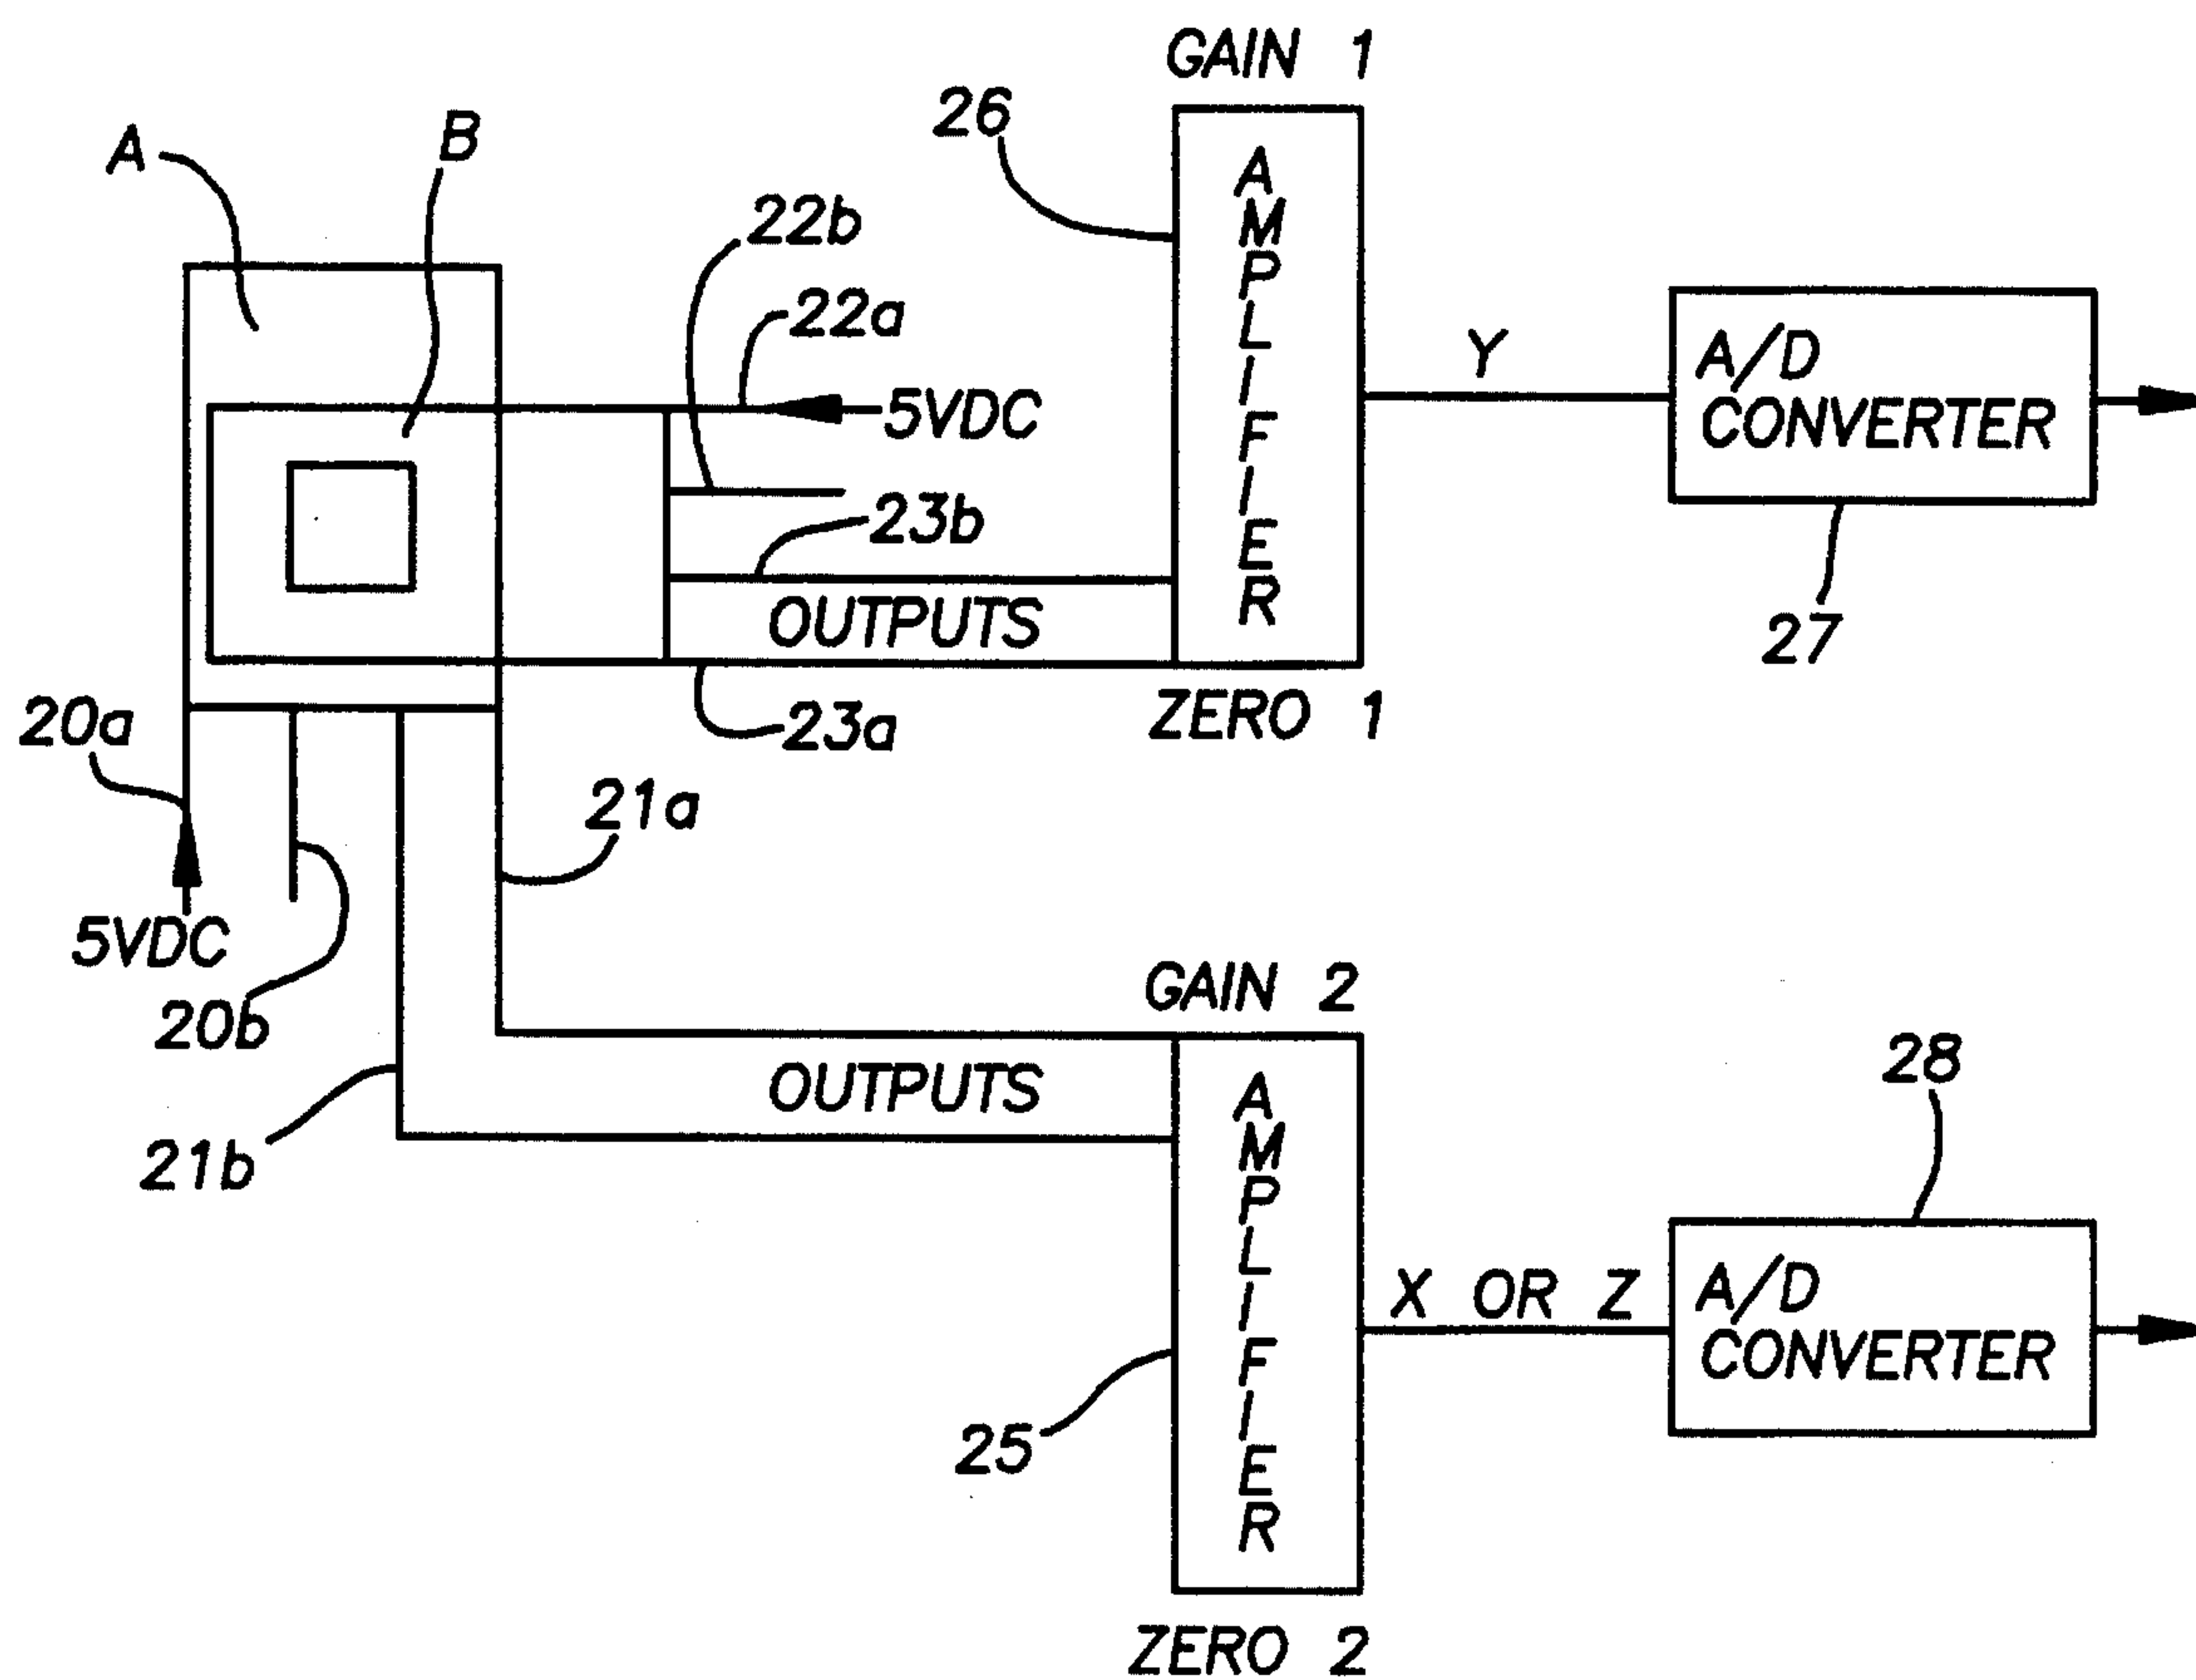 GAIN 1
26
A
B
AMPLIFIER
22b
22a
Y
A/D
CONVERTER
5VDC
23b
OUTPUTS
27
20a
23a
ZERO 1
21a
5VDC
20b
GAIN 2
28
OUTPUTS
AMPLIFIER
21b
X OR Z
A/D
CONVERTER
25
ZERO 2